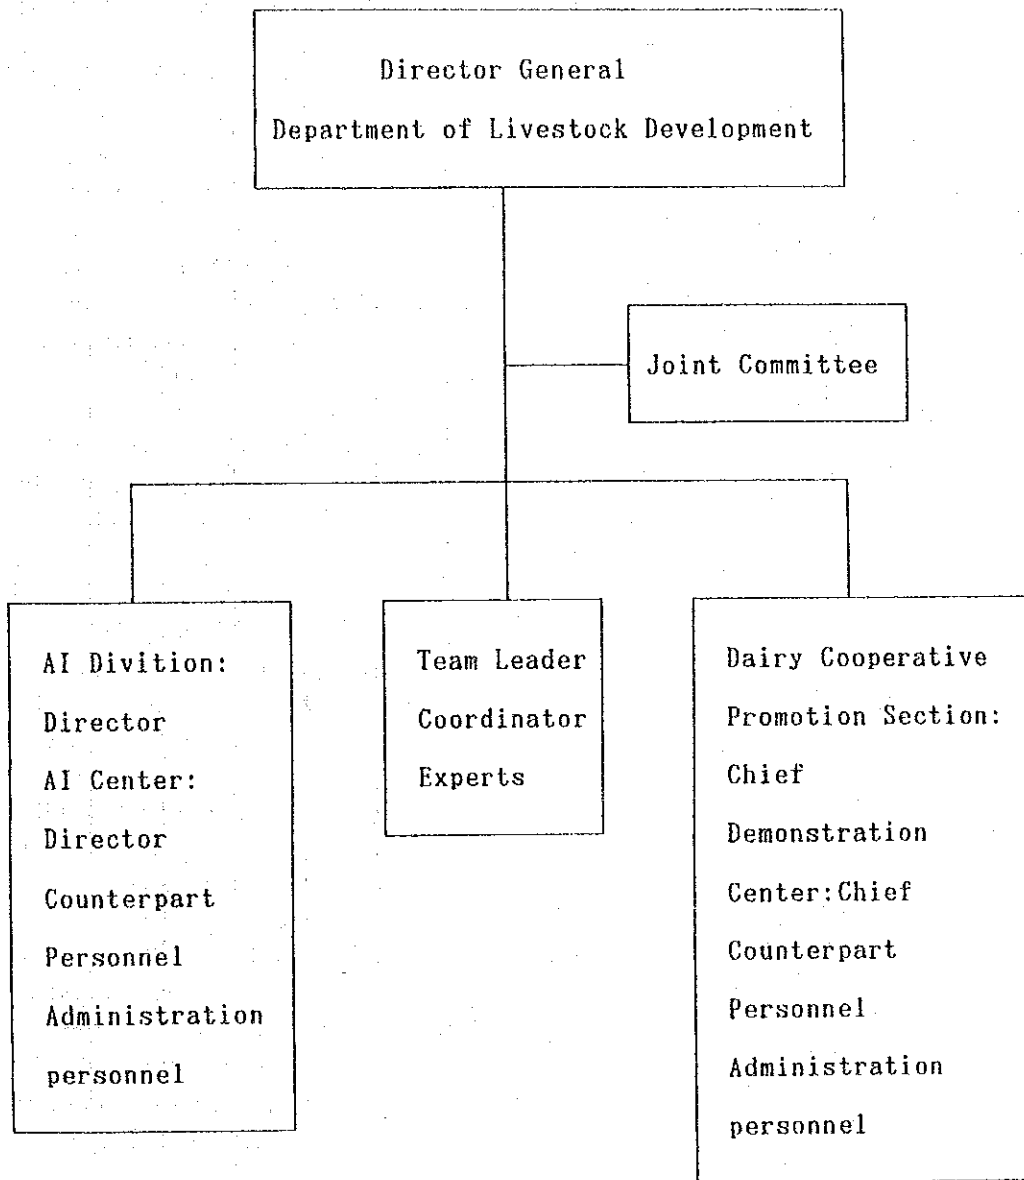 Director General
Department of Livestock Development
Joint Committee
AI Divition:
Director
AI Center:
Director
Counterpart
Personnel
Administration
personnel
Team Leader
Coordinator
Experts
Dairy Cooperative
Promotion Section:
Chief
Demonstration
Center:Chief
Counterpart
Personnel
Administration
personnel